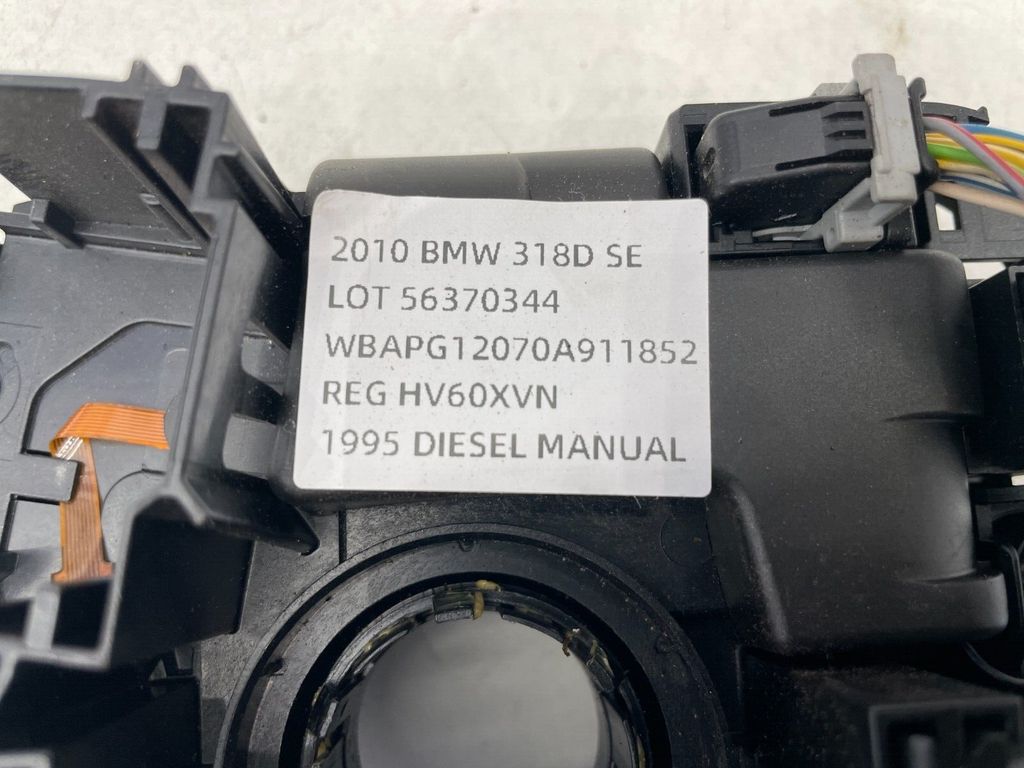 2010 BMW 318D SE
LOT 56370344
WBAPG12070A911852
REG HV60XVN
1995 DIESEL MANUAL